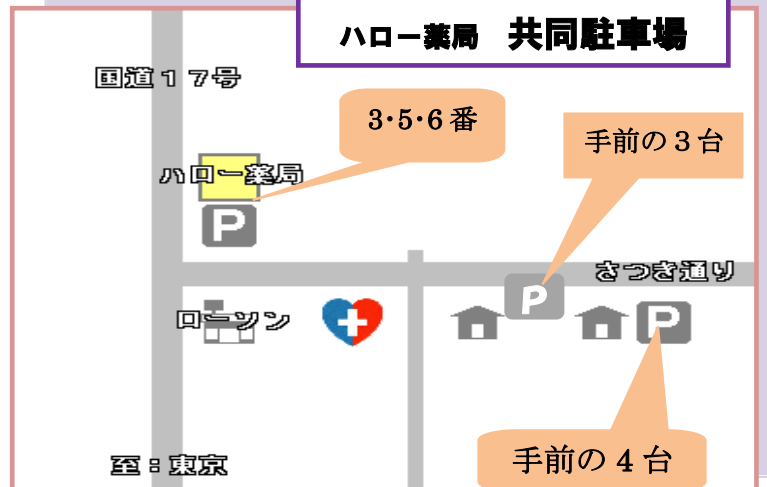 ハロー薬局 共同駐車場
国道17号
3・5・6番
手前の3台
ハロー薬局
P
さつき通り
P
ローソン
P
至：東京
手前の4台